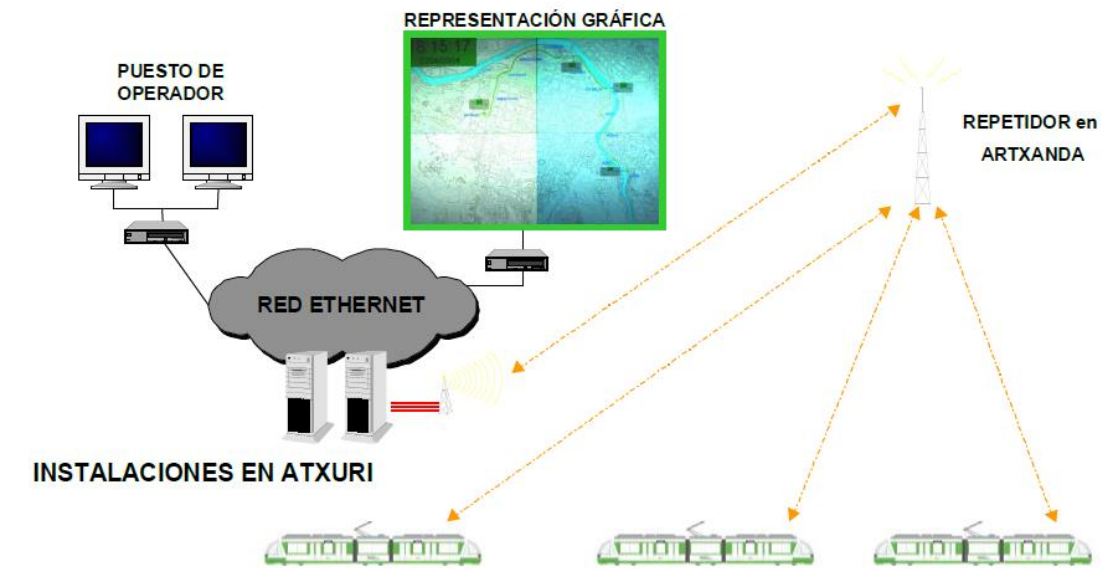 REPRESENTACIÓN GRÁFICA
PUESTO DE
OPERADOR
REPETIDOR en
ARTXANDA
RED ETHERNET
INSTALACIONES EN ATXURI